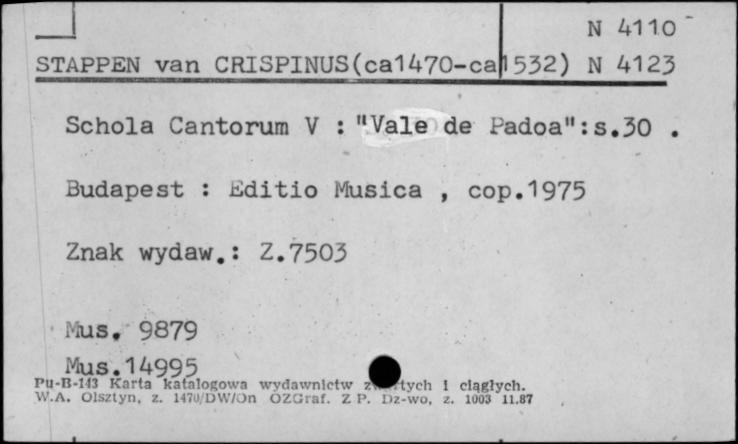 N 4110
STAPPEN van CRISPINUS(ca1470-ca1532) N 4123
Schola Cantorum V : "Vale de Padoa":s.30 .
Budapest : Editio Musica , cop.1975
Znak wydaw.: Z.7503
Mus. 9879
Mus.14995
Pu-B-143 Karta katalogowa wydawnictw zwartych i ciągłych.
W.A. Olsztyn, z. 1470/DW/On OZGraf. Z P. Dz-wo, z. 1003 11.87